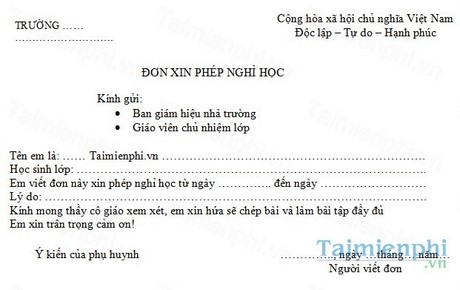 Cộng hòa xã hội chủ nghĩa Việt Nam
TRƯỜNG ……
Độc lập – Tự do – Hạnh phúc
…………………………
ĐƠN XIN PHÉP NGHỈ HỌC
Kính gửi:
• Ban giám hiệu nhà trường
• Giáo viên chủ nhiệm lớp
Tên em là: …… Taimienphi.vn ……………………………………………………
Học sinh lớp: ……………………………………………………………………
Em viết đơn này xin phép nghỉ học từ ngày ………….. đến ngày …………..
Lý do: ……………………………………………………………………………
Kính mong thầy cô giáo xem xét, em xin hứa sẽ chép bài và làm bài tập đầy đủ
Em xin trân trọng cảm ơn!
Ý kiến của phụ huynh
Taimienphi.vn
……………, ngày … tháng … năm…
Người viết đơn